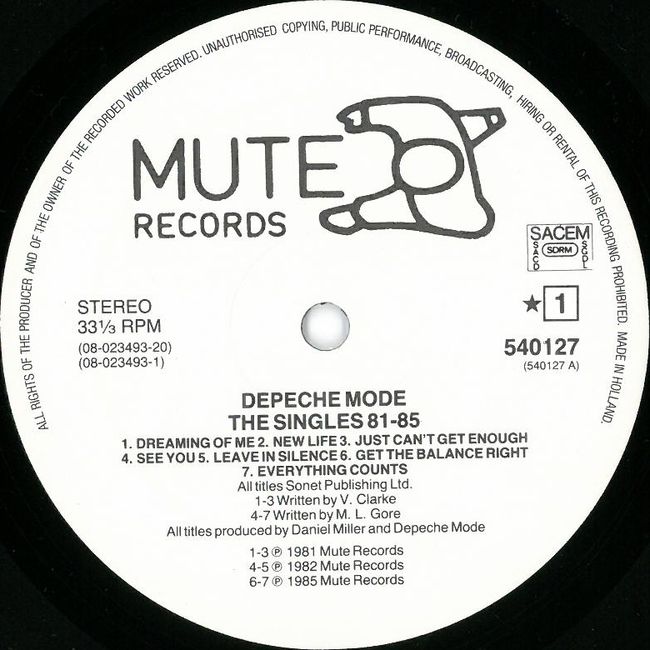 ALL RIGHTS OF THE PRODUCER AND OF THE OWNER OF THE RECORDED WORK RESERVED. UNAUTHORISED COPYING, PUBLIC PERFORMANCE, BROADCASTING, HIRING OR RENTAL OF THIS RECORDING PROHIBITED. MADE IN HOLLAND.
MUTE
RECORDS
SACEM
SACD SDRM SGDL
STEREO
33⅓ RPM
(08-023493-20)
(08-023493-1)
★ 1
540127
(540127 A)
DEPECHE MODE
THE SINGLES 81-85
1. DREAMING OF ME 2. NEW LIFE 3. JUST CAN'T GET ENOUGH
4. SEE YOU 5. LEAVE IN SILENCE 6. GET THE BALANCE RIGHT
7. EVERYTHING COUNTS
All titles Sonet Publishing Ltd.
1-3 Written by V. Clarke
4-7 Written by M. L. Gore
All titles produced by Daniel Miller and Depeche Mode
1-3 ℗ 1981 Mute Records
4-5 ℗ 1982 Mute Records
6-7 ℗ 1985 Mute Records